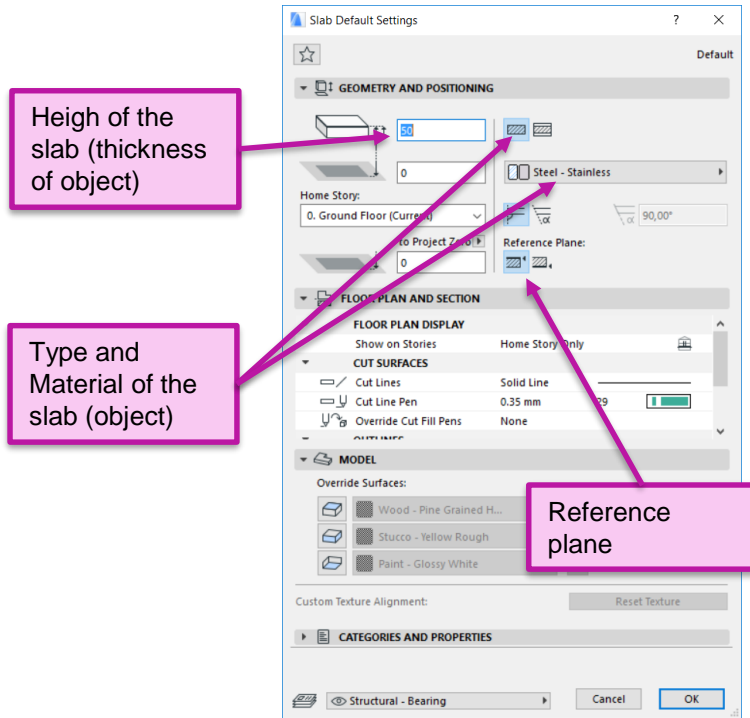 Slab Default Settings ? ×
Default
GEOMETRY AND POSITIONING
Heigh of the
slab (thickness
of object)
50
0
Steel - Stainless
Home Story:
0. Ground Floor (Current)
α α 90,00°
to Project Zero
Reference Plane:
0
FLOOR PLAN AND SECTION
FLOOR PLAN DISPLAY
Show on Stories Home Story Only
CUT SURFACES
Cut Lines Solid Line
Cut Line Pen 0.35 mm 29
Override Cut Fill Pens None
OUTLINES
Type and
Material of the
slab (object)
MODEL
Override Surfaces:
Wood - Pine Grained H...
Stucco - Yellow Rough
Paint - Glossy White
Reference
plane
Custom Texture Alignment: Reset Texture
CATEGORIES AND PROPERTIES
Structural - Bearing Cancel OK